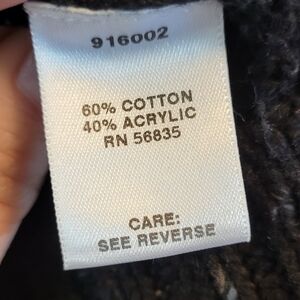 916002
60% COTTON
40% ACRYLIC
RN 56835
CARE:
SEE REVERSE